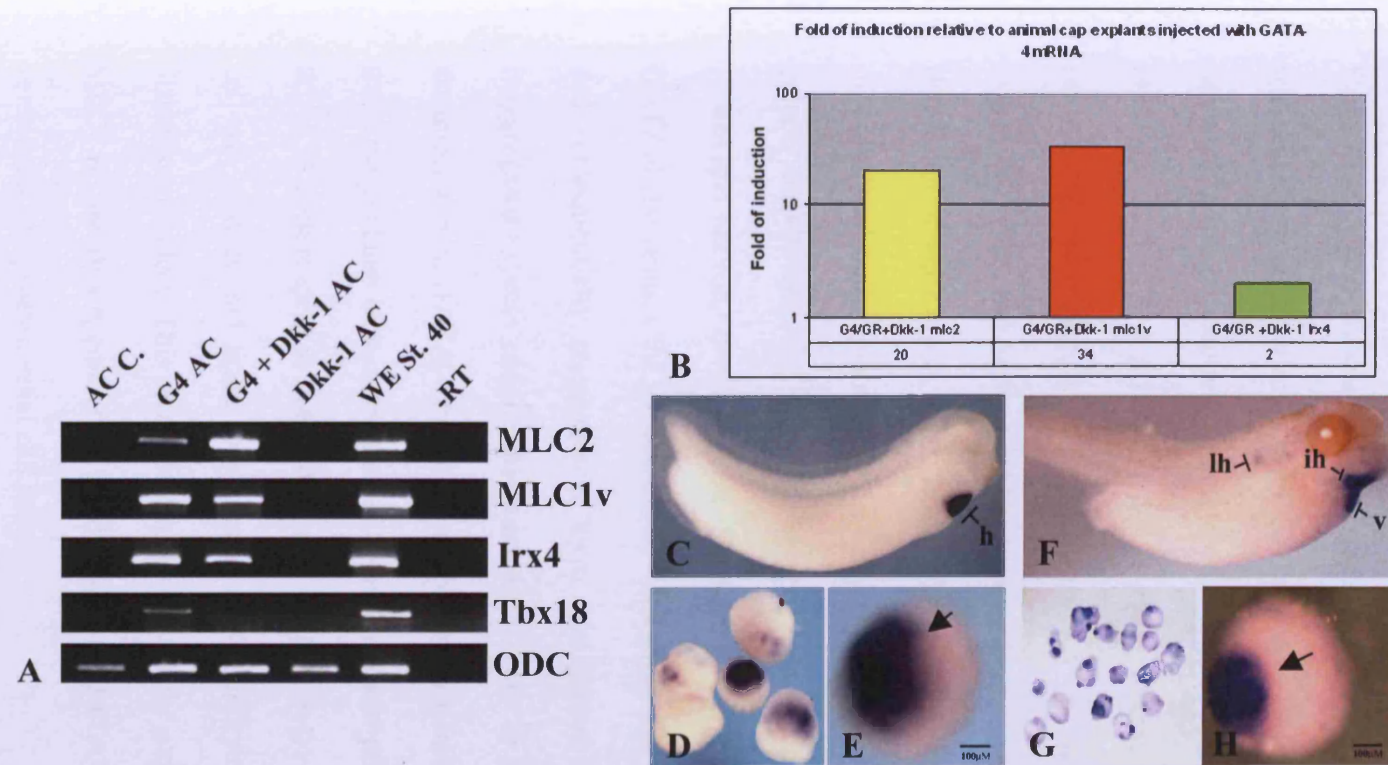 Fold of induction relative to animal cap explants injected with GATA-
4 mRNA
Fold of induction
100
10
1
G4/GR+Dkk-1 mlc2
G4/GR+Dkk-1 mlc1v
G4/GR +Dkk-1 Irx4
20
34
2
B
AC C.
G4 AC
G4 + Dkk-1 AC
Dkk-1 AC
WE St. 40
-RT
MLC2
MLC1v
Irx4
Tbx18
ODC
A
h
C
lh
ih
v
F
D
E
100µM
G
H
100µM